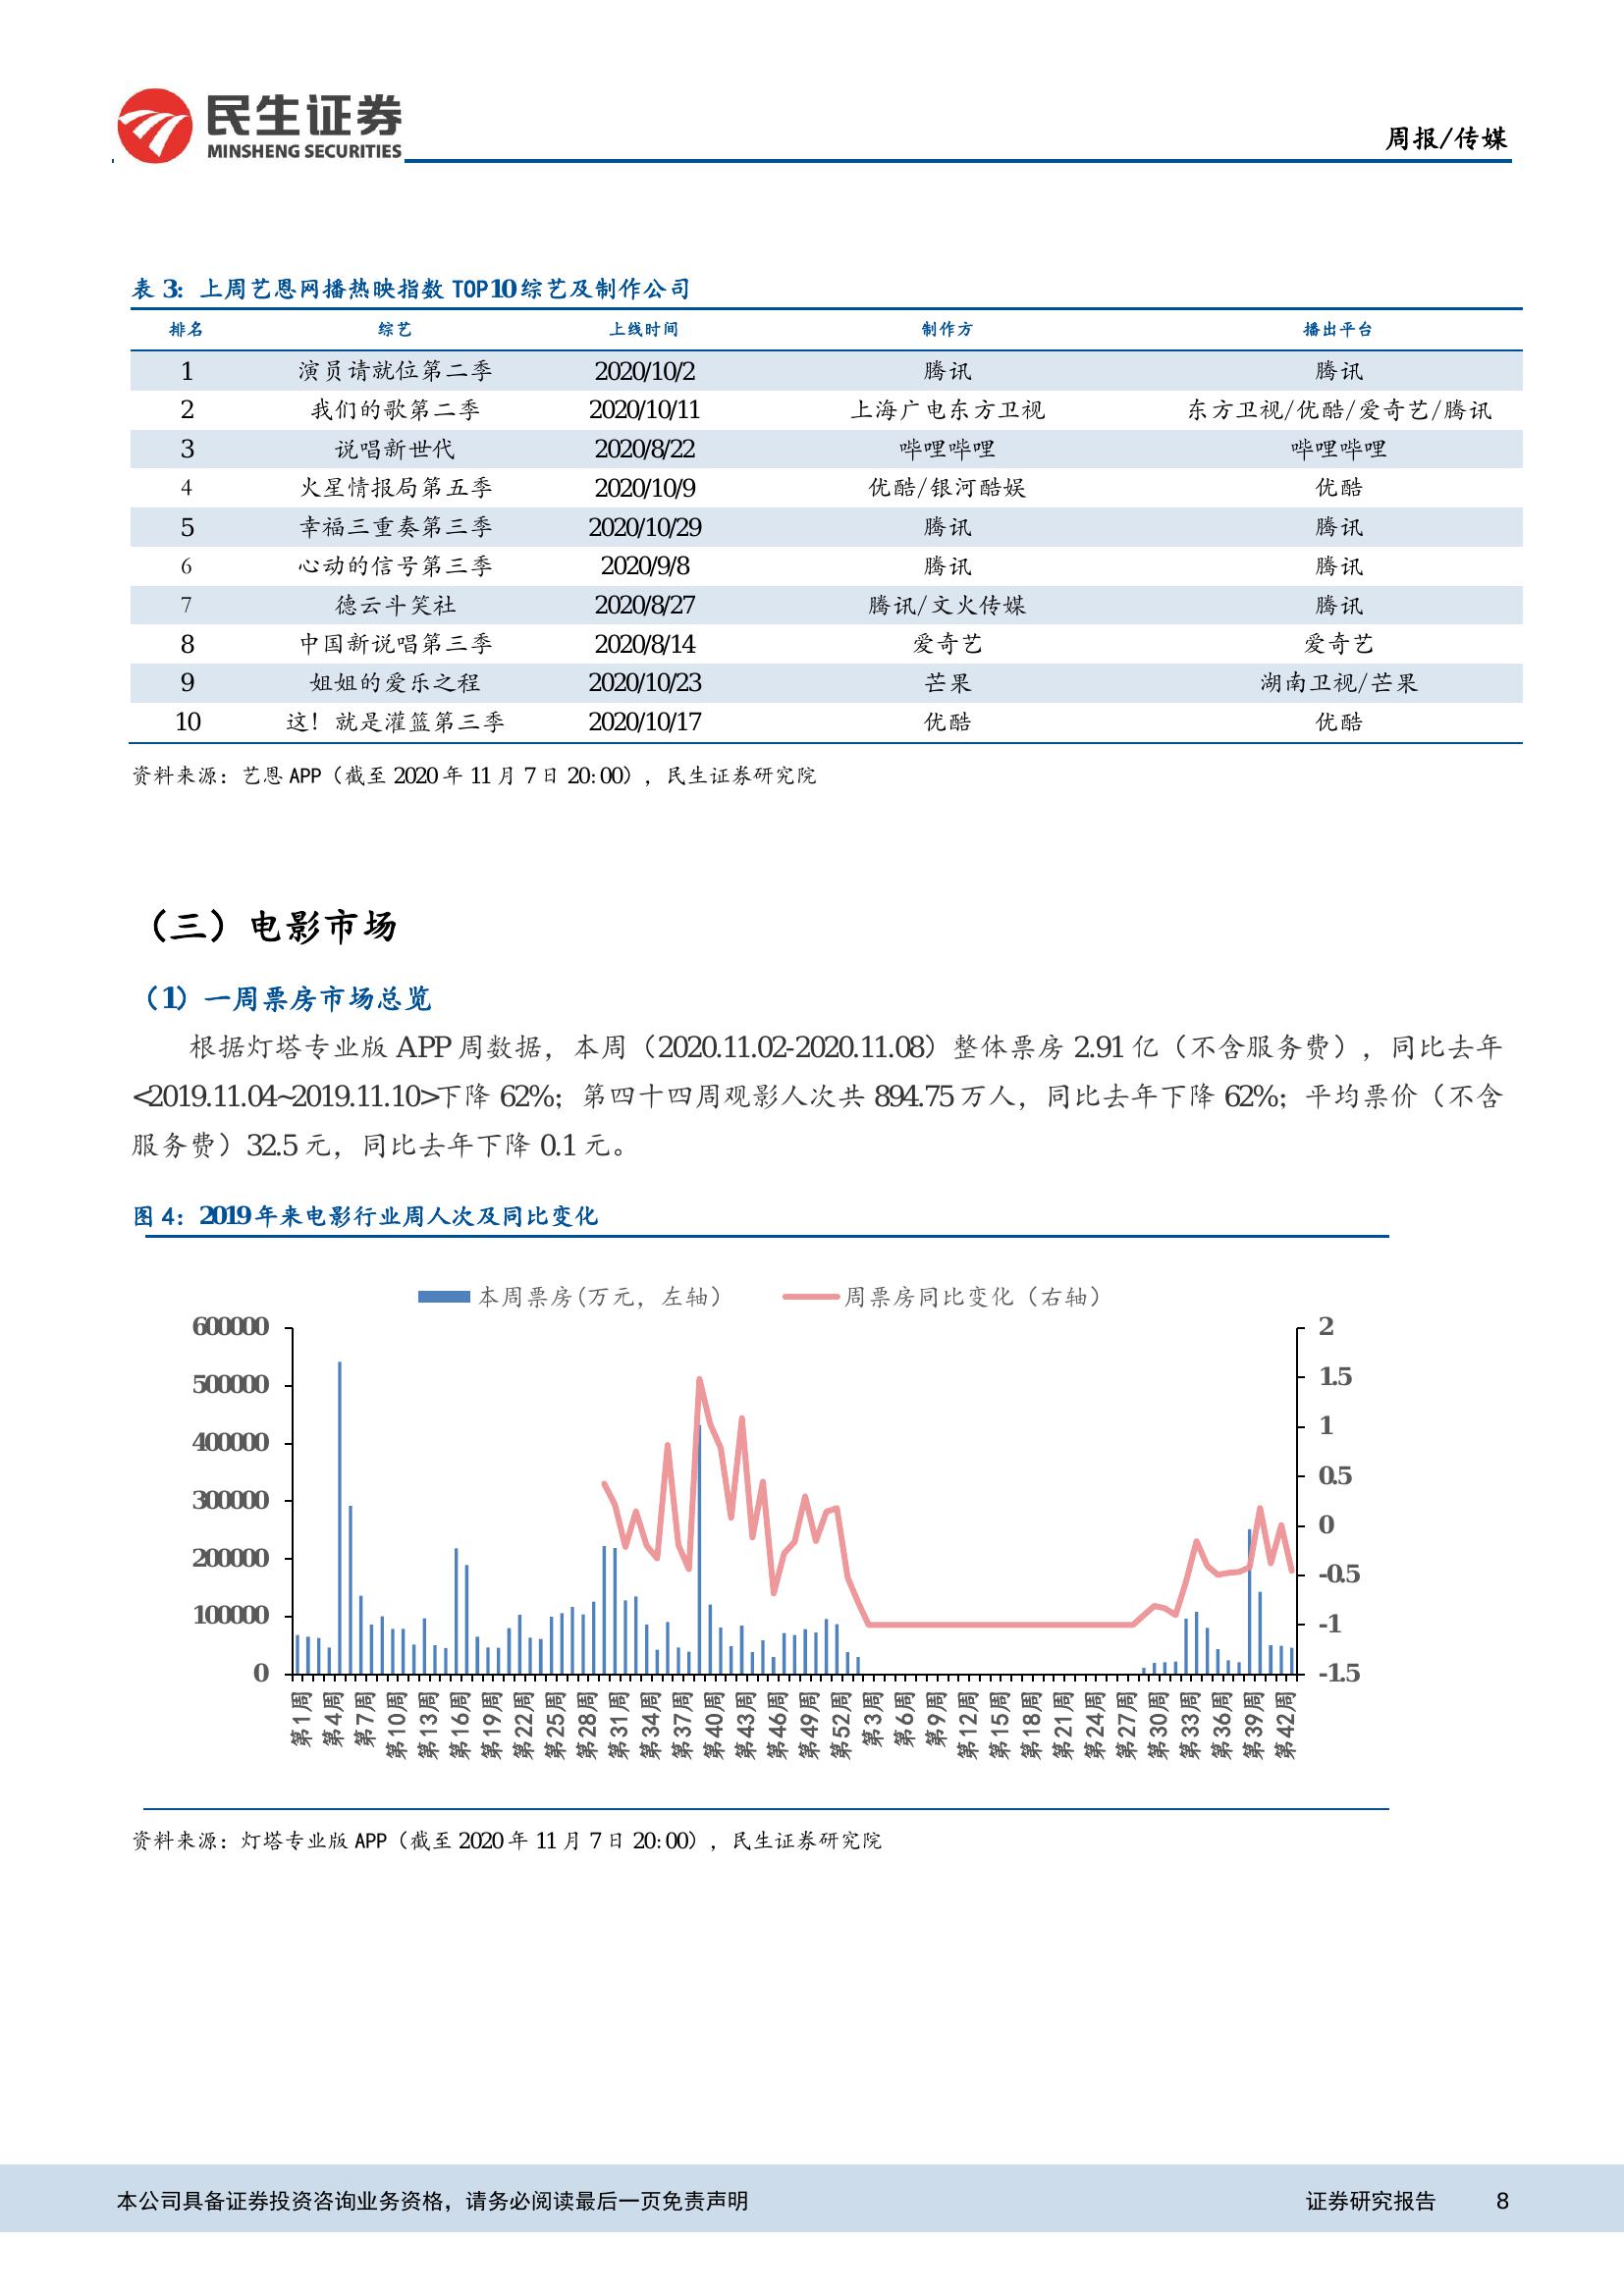 民生证券
MINSHENG SECURITIES
周报/传媒
表 3：上周艺恩网播热映指数 TOP10 综艺及制作公司
排名 综艺 上线时间 制作方 播出平台
1 演员请就位第二季 2020/10/2 腾讯 腾讯
2 我们的歌第二季 2020/10/11 上海广电东方卫视 东方卫视/优酷/爱奇艺/腾讯
3 说唱新世代 2020/8/22 哔哩哔哩 哔哩哔哩
4 火星情报局第五季 2020/10/9 优酷/银河酷娱 优酷
5 幸福三重奏第三季 2020/10/29 腾讯 腾讯
6 心动的信号第三季 2020/9/8 腾讯 腾讯
7 德云斗笑社 2020/8/27 腾讯/文火传媒 腾讯
8 中国新说唱第三季 2020/8/14 爱奇艺 爱奇艺
9 姐姐的爱乐之程 2020/10/23 芒果 湖南卫视/芒果
10 这！就是灌篮第三季 2020/10/17 优酷 优酷
资料来源：艺恩 APP（截至 2020 年 11 月 7 日 20:00），民生证券研究院
（三）电影市场
（1）一周票房市场总览
根据灯塔专业版 APP 周数据，本周（2020.11.02-2020.11.08）整体票房 2.91 亿（不含服务费），同比去年
<2019.11.04~2019.11.10>下降 62%；第四十四周观影人次共 894.75 万人，同比去年下降 62%；平均票价（不含
服务费）32.5 元，同比去年下降 0.1 元。
图 4：2019 年来电影行业周人次及同比变化
本周票房(万元，左轴） 周票房同比变化（右轴）
600000 2
500000 1.5
400000 1
300000 0.5
200000 0
100000 -0.5
0 -1
-1.5
第1周 第4周 第7周 第10周 第13周 第16周 第19周 第22周 第25周 第28周 第31周 第34周 第37周 第40周 第43周 第46周 第49周 第52周 第3周 第6周 第9周 第12周 第15周 第18周 第21周 第24周 第27周 第30周 第33周 第36周 第39周 第42周
资料来源：灯塔专业版 APP（截至 2020 年 11 月 7 日 20:00），民生证券研究院
本公司具备证券投资咨询业务资格，请务必阅读最后一页免责声明 证券研究报告 8